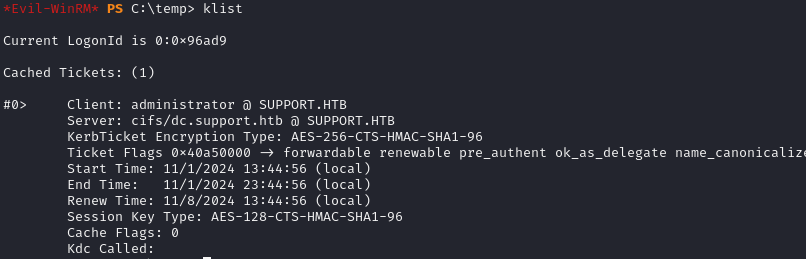 *Evil-WinRM* PS C:\temp> klist
Current LogonId is 0:0×96ad9
Cached Tickets: (1)
#0> Client: administrator @ SUPPORT.HTB
Server: cifs/dc.support.htb @ SUPPORT.HTB
KerbTicket Encryption Type: AES-256-CTS-HMAC-SHA1-96
Ticket Flags 0×40a50000 → forwardable renewable pre_authent ok_as_delegate name_canonicalize
Start Time: 11/1/2024 13:44:56 (local)
End Time: 11/1/2024 23:44:56 (local)
Renew Time: 11/8/2024 13:44:56 (local)
Session Key Type: AES-128-CTS-HMAC-SHA1-96
Cache Flags: 0
Kdc Called: